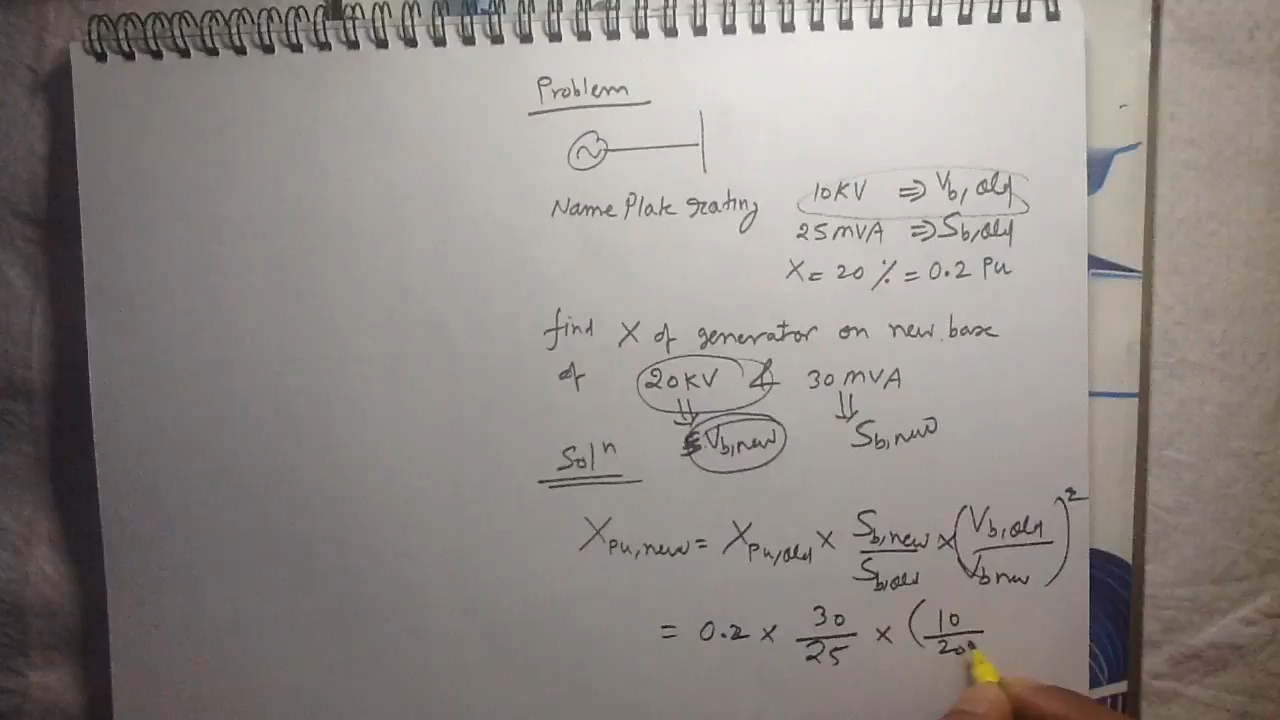 Problem
Name Plate rating 10KV ⇒ Vb,old
25MVA ⇒ Sb,old
X = 20 % = 0.2 Pu
find X of generator on new base
of 20KV & 30 MVA
⇓ ⇓
Vb,new Sb,new
Solⁿ
Xpu,new = Xpu,old × Sb,new/Sb,old × (Vb,old/Vb new)²
= 0.2 × 30/25 × (10/20